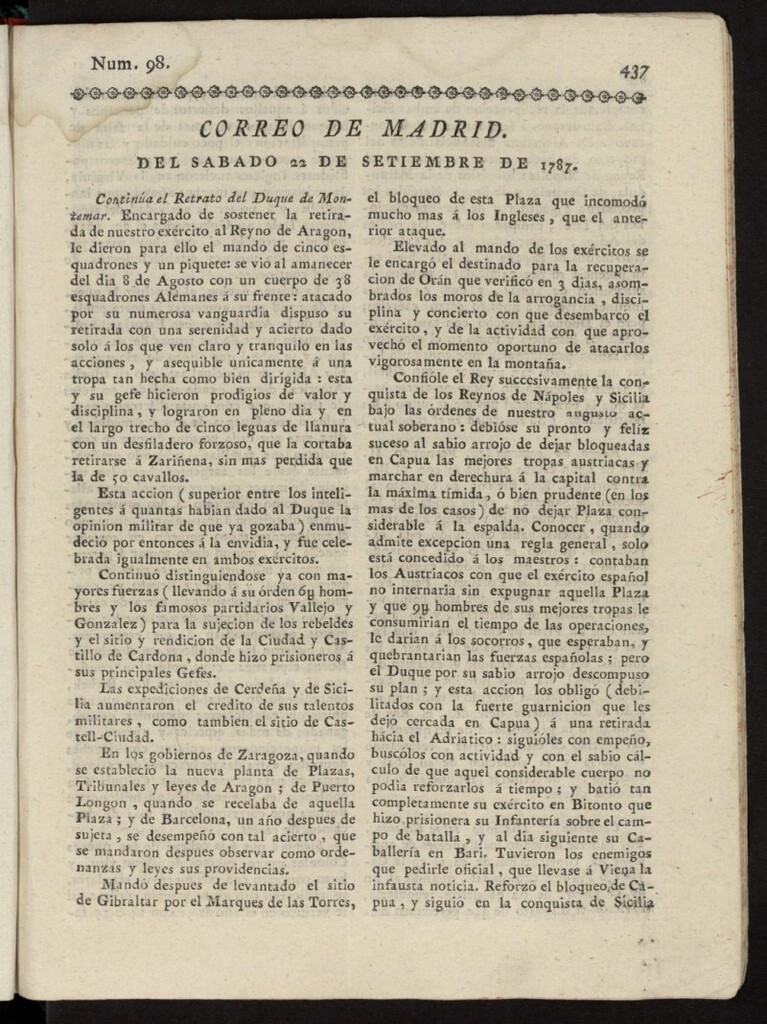 Num. 98.
437
CORREO DE MADRID.
DEL SABADO 22 DE SETIEMBRE DE 1787.
Continúa el Retrato del Duque de Mon-
temar. Encargado de sostener la retira-
da de nuestro exército al Reyno de Aragon,
le dieron para ello el mando de cinco es-
quadrones y un piquete: se vió al amanecer
del dia 8 de Agosto con un cuerpo de 38
esquadrones Alemanes á su frente: atacado
por su numerosa vanguardia dispuso su
retirada con una serenidad y acierto dado
solo á los que ven claro y tranquilo en las
acciones, y asequible unicamente á una
tropa tan hecha como bien dirigida: esta
y su gefe hicieron prodigios de valor y
disciplina, y lograron en pleno dia y en
el largo trecho de cinco leguas de llanura
con un desfiladero forzoso, que la cortaba
retirarse á Zariñena, sin mas perdida que
la de 50 cavallos.
Esta accion (superior entre los inteli-
gentes á quantas habian dado al Duque la
opinion militar de que ya gozaba) enmu-
deció por entonces á la envidia, y fue cele-
brada igualmente en ambos exércitos.
Continuó distinguiendose ya con ma-
yores fuerzas (llevando á su órden 6y hom-
bres y los famosos partidarios Vallejo y
Gonzalez) para la sujecion de los rebeldes
y el sitio y rendicion de la Ciudad y Cas-
tillo de Cardona, donde hizo prisioneros á
sus principales Gefes.
Las expediciones de Cerdeña y de Sici-
lia aumentaron el credito de sus talentos
militares, como tambien el sitio de Cas-
tell-Ciudad.
En los gobiernos de Zaragoza, quando
se estableció la nueva planta de Plazas,
Tribunales y leyes de Aragon; de Puerto
Longon, quando se recelaba de aquella
Plaza; y de Barcelona, un año despues de
sujeta, se desempeñó con tal acierto, que
se mandaron despues observar como orde-
nanzas y leyes sus providencias.
Mandó despues de levantado el sitio
de Gibraltar por el Marques de las Torres,
el bloqueo de esta Plaza que incomodó
mucho mas á los Ingleses, que el ante-
rior ataque.
Elevado al mando de los exércitos se
le encargó el destinado para la recupera-
cion de Orán que verificó en 3 dias, asom-
brados los moros de la arrogancia, disci-
plina y concierto con que desembarcó el
exército, y de la actividad con que apro-
vechó el momento oportuno de atacarlos
vigorosamente en la montaña.
Confióle el Rey succesivamente la con-
quista de los Reynos de Nápoles y Sicilia
bajo las órdenes de nuestro augusto ac-
tual soberano: debióse su pronto y feliz
suceso al sabio arrojo de dejar bloqueadas
en Capua las mejores tropas austriacas y
marchar en derechura á la capital contra
la máxima tímida, ó bien prudente (en los
mas de los casos) de no dejar Plaza con-
siderable á la espalda. Conocer, quando
admite excepcion una regla general, solo
está concedido á los maestros: contaban
los Austriacos con que el exército español
no internaria sin expugnar aquella Plaza
y que 9y hombres de sus mejores tropas le
consumirian el tiempo de las operaciones,
le darian á los socorros, que esperaban, y
quebrantarian las fuerzas españolas; pero
el Duque por su sabio arrojo descompuso
su plan; y esta accion los obligó (debi-
litados con la fuerte guarnicion que les
dejó cercada en Capua) á una retirada
hácia el Adriatico: siguióles con empeño,
buscólos con actividad y con el sabio cál-
culo de que aquel considerable cuerpo no
podia reforzarlos á tiempo; y batió tan
completamente su exército en Bitonto que
hizo prisionera su Infantería sobre el cam-
po de batalla, y al dia siguiente su Ca-
ballería en Bari. Tuvieron los enemigos
que pedirle oficial, que llevase á Viena la
infausta noticia. Reforzó el bloqueo de Ca-
pua, y siguió en la conquista de Sicilia